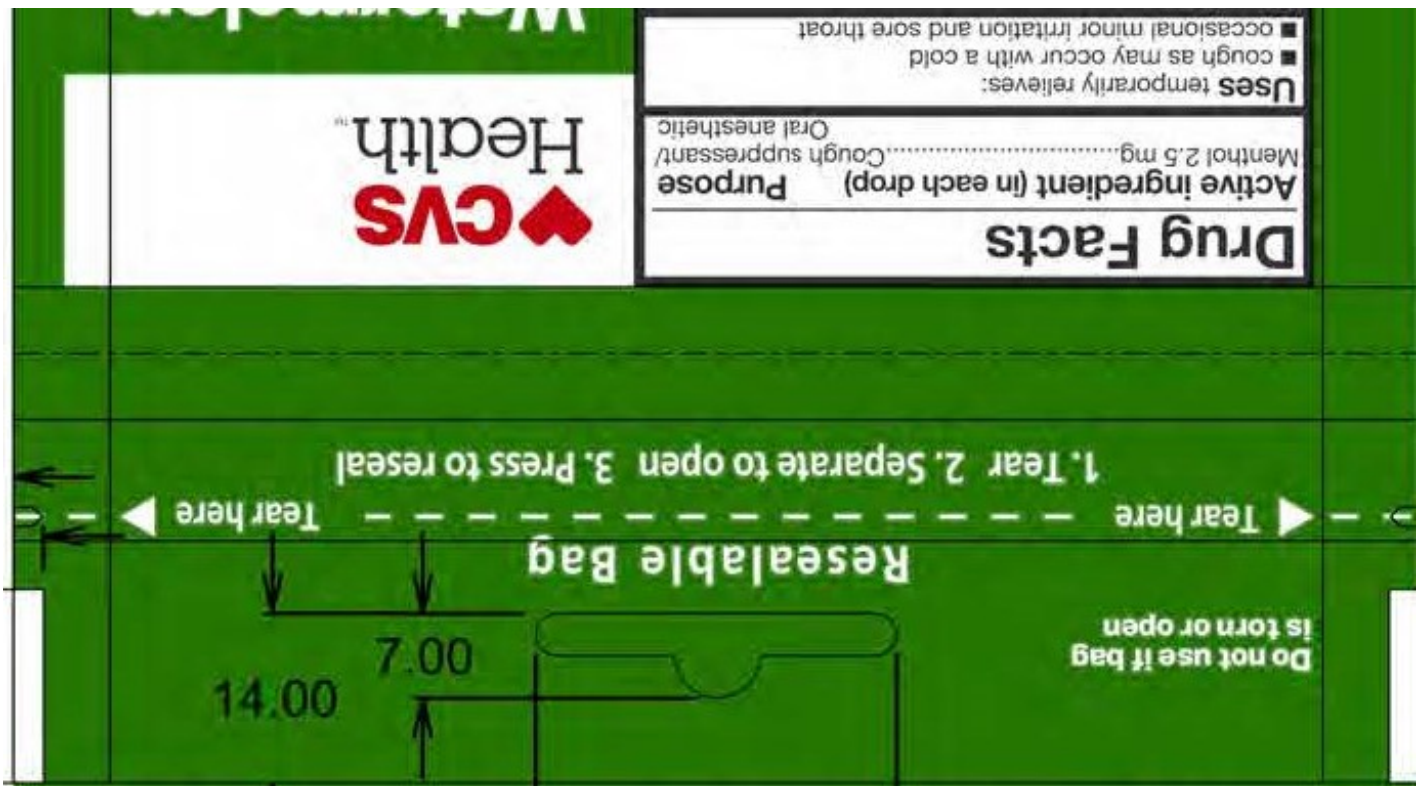 Do not use if bag
is torn or open
14.00
7.00
Resealable Bag
Tear here
Tear here
1. Tear 2. Separate to open 3. Press to reseal
Drug Facts
Active ingredient (in each drop) Purpose
Menthol 2.5 mg................................Cough suppressant/
Oral anesthetic
Uses temporarily relieves:
■ cough as may occur with a cold
■ occasional minor irritation and sore throat
CVS
Health™
Watermelon